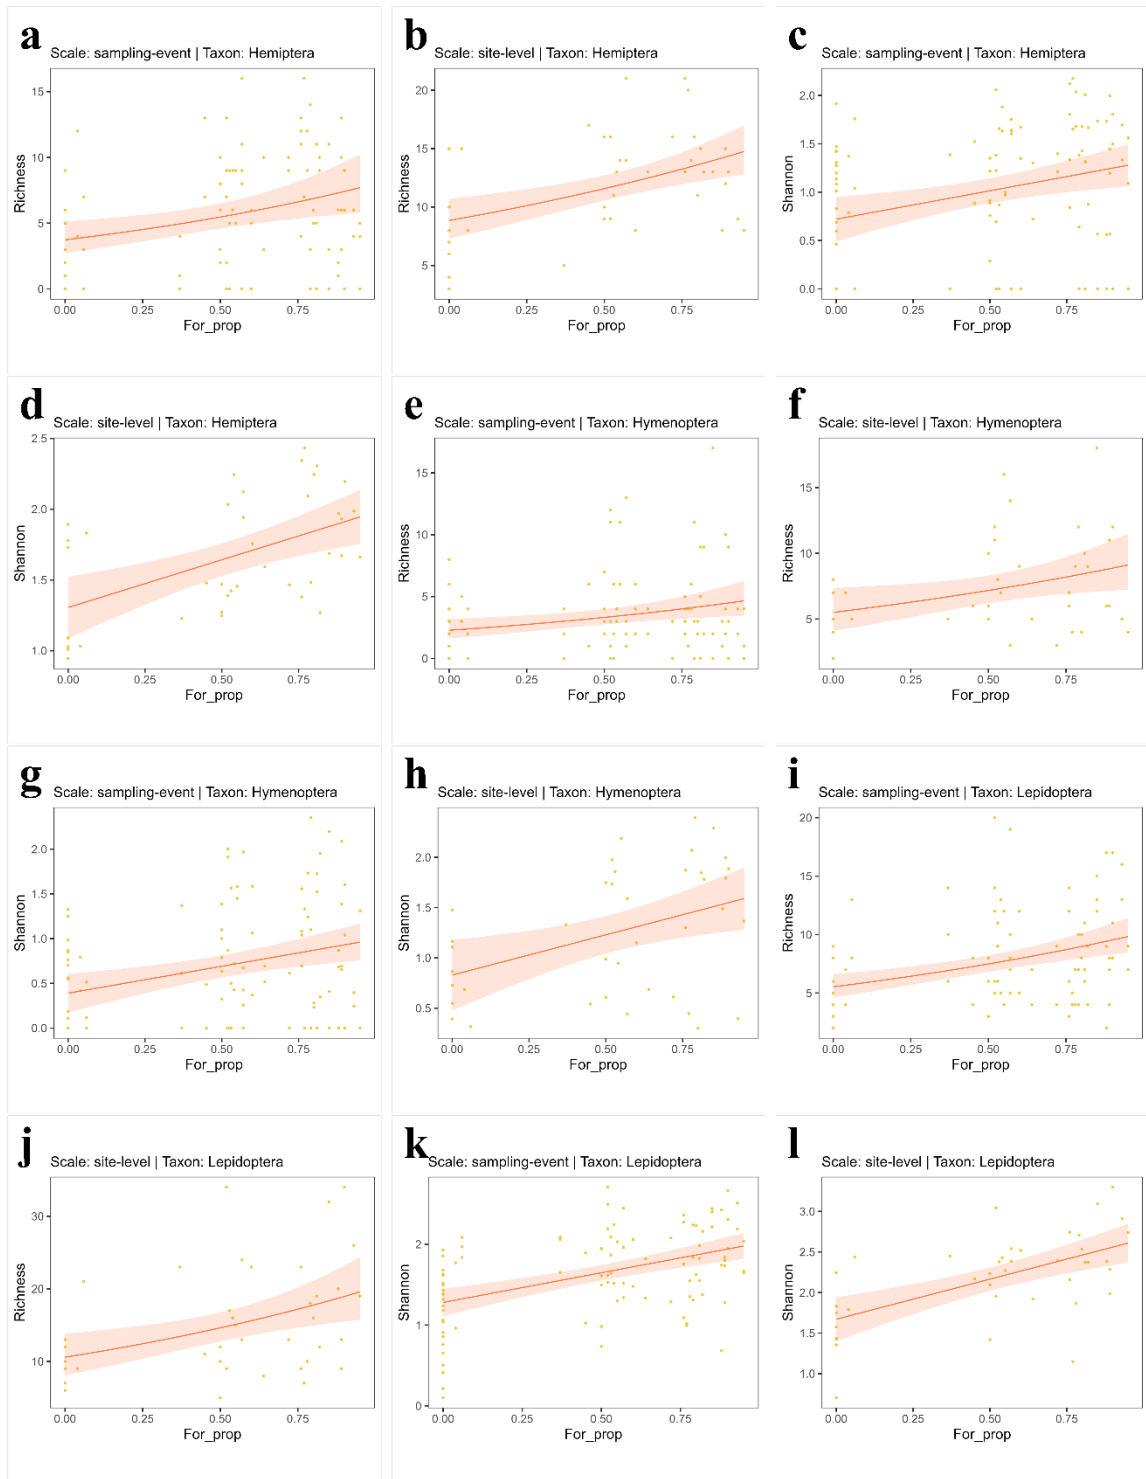 a
Scale: sampling-event | Taxon: Hemiptera
15
10
5
0
Richness
0.00 0.25 0.50 0.75
For_prop
b
Scale: site-level | Taxon: Hemiptera
20
15
10
5
Richness
0.00 0.25 0.50 0.75
For_prop
c
Scale: sampling-event | Taxon: Hemiptera
2.0
1.5
1.0
0.5
0.0
Shannon
0.00 0.25 0.50 0.75
For_prop
d
Scale: site-level | Taxon: Hemiptera
2.5
2.0
1.5
1.0
Shannon
0.00 0.25 0.50 0.75
For_prop
e
Scale: sampling-event | Taxon: Hymenoptera
15
10
5
0
Richness
0.00 0.25 0.50 0.75
For_prop
f
Scale: site-level | Taxon: Hymenoptera
15
10
5
Richness
0.00 0.25 0.50 0.75
For_prop
g
Scale: sampling-event | Taxon: Hymenoptera
2.0
1.5
1.0
0.5
0.0
Shannon
0.00 0.25 0.50 0.75
For_prop
h
Scale: site-level | Taxon: Hymenoptera
2.0
1.5
1.0
0.5
Shannon
0.00 0.25 0.50 0.75
For_prop
i
Scale: sampling-event | Taxon: Lepidoptera
20
15
10
5
Richness
0.00 0.25 0.50 0.75
For_prop
j
Scale: site-level | Taxon: Lepidoptera
30
20
10
Richness
0.00 0.25 0.50 0.75
For_prop
k
Scale: sampling-event | Taxon: Lepidoptera
2
1
0
Shannon
0.00 0.25 0.50 0.75
For_prop
l
Scale: site-level | Taxon: Lepidoptera
3.0
2.5
2.0
1.5
1.0
Shannon
0.00 0.25 0.50 0.75
For_prop